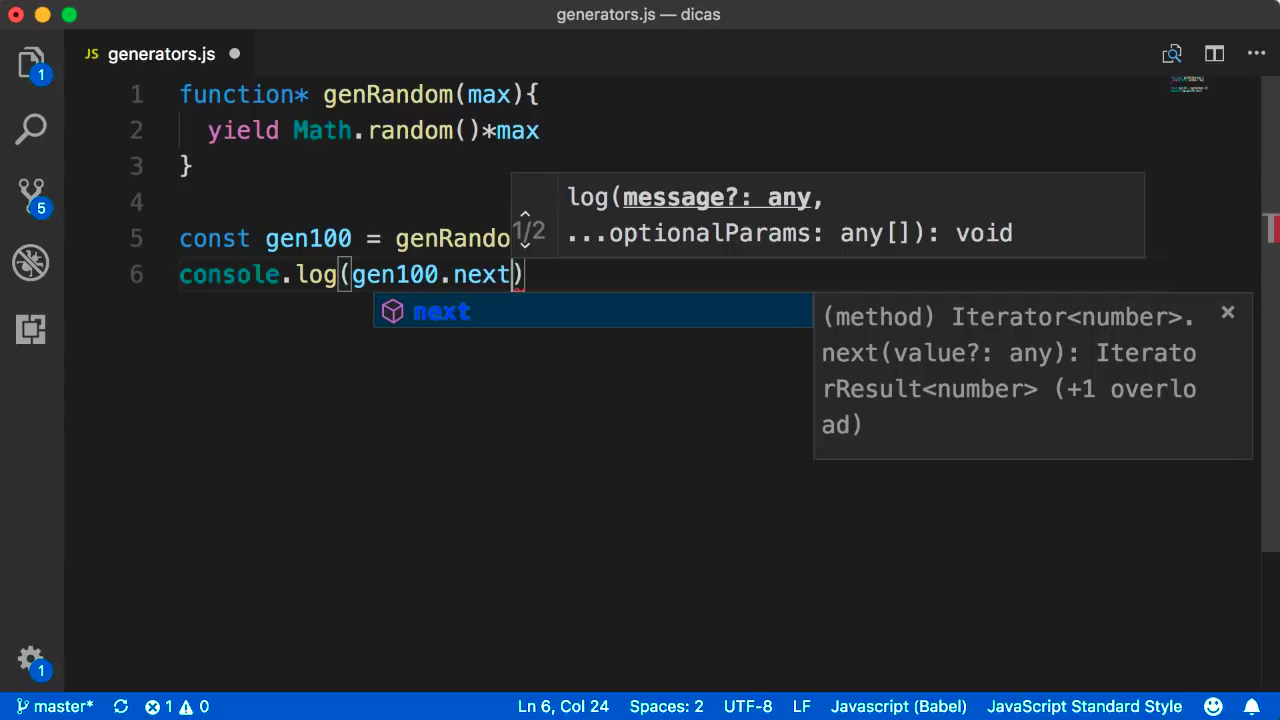 generators.js — dicas
JS generators.js
1 function* genRandom(max){
2 yield Math.random()*max
3 }
4
5 const gen100 = genRando
6 console.log(gen100.next)
log(message?: any,
...optionalParams: any[]): void
1/2
next
(method) Iterator<number>.
next(value?: any): Iterato
rResult<number> (+1 overlo
ad)
1
5
1
master*
1
0
Ln 6, Col 24
Spaces: 2
UTF-8
LF
Javascript (Babel)
JavaScript Standard Style